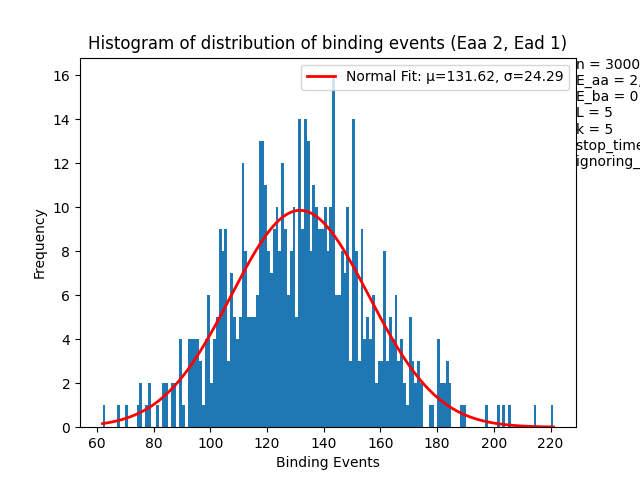 Histogram of distribution of binding events (Eaa 2, Ead 1)
Normal Fit: μ=131.62, σ=24.29
n = 3000
E_aa = 2,
E_ba = 0
L = 5
k = 5
stop_time
ignoring_
Frequency
16
14
12
10
8
6
4
2
0
60 80 100 120 140 160 180 200 220
Binding Events